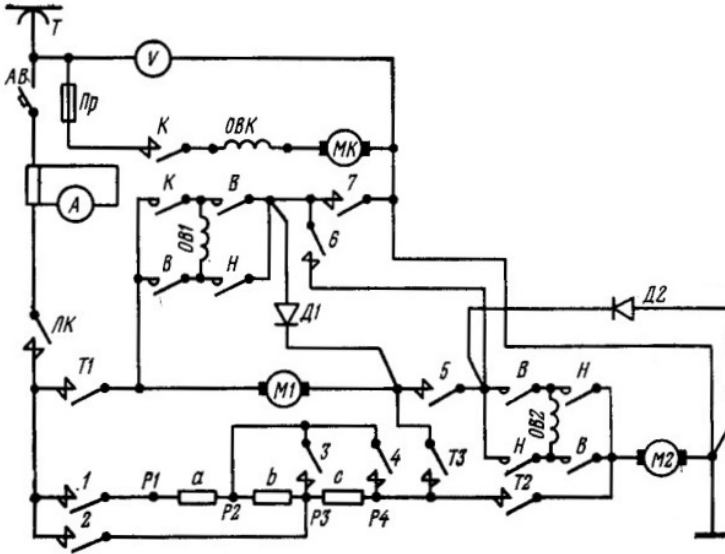 Т
V
АВ
Пр
К
ОВК
МК
А
К
В
7
ОВ1
6
В
Н
Д1
Д2
ЛК
Т1
М1
5
В
Н
ОВ2
Н
В
М2
3
4
Т3
Т2
1
Р1
a
Р2
b
Р3
c
Р4
2